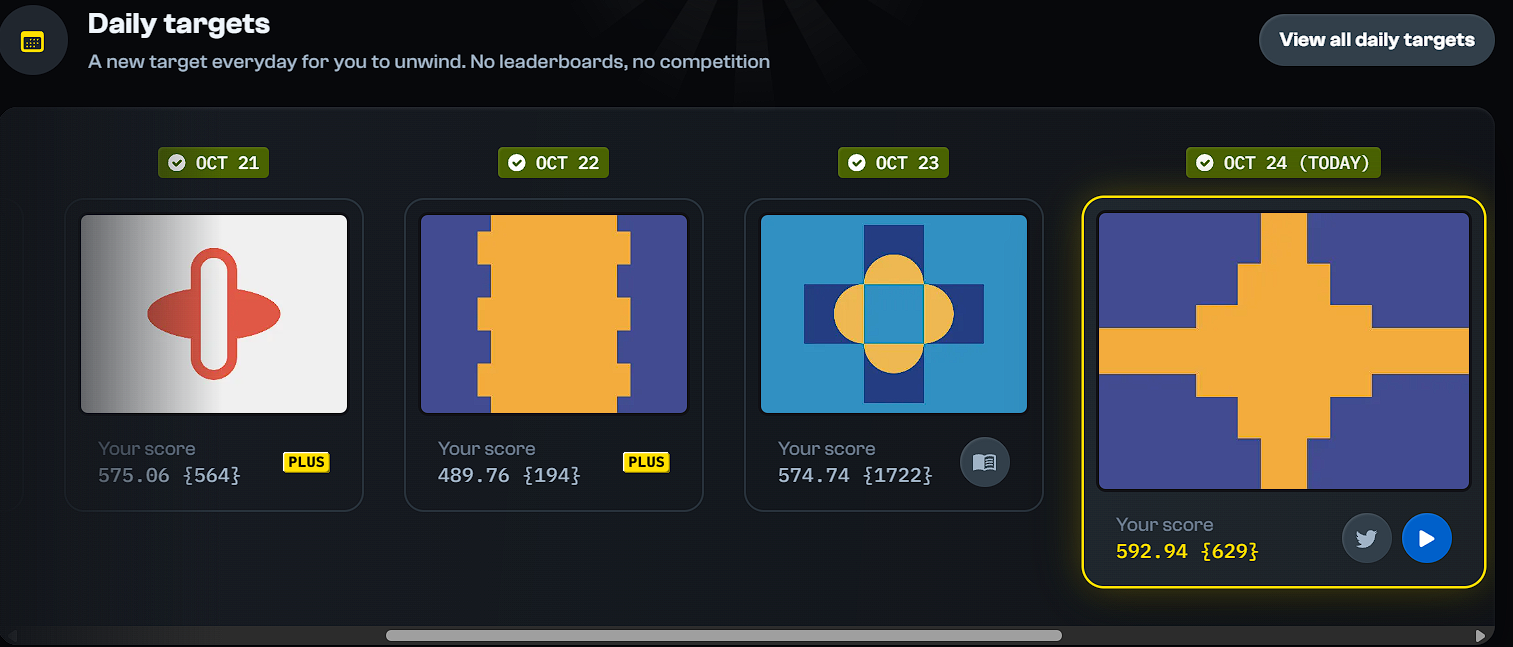 Daily targets
A new target everyday for you to unwind. No leaderboards, no competition
View all daily targets
OCT 21
OCT 22
OCT 23
OCT 24 (TODAY)
Your score
575.06 {564}
PLUS
Your score
489.76 {194}
PLUS
Your score
574.74 {1722}
Your score
592.94 {629}